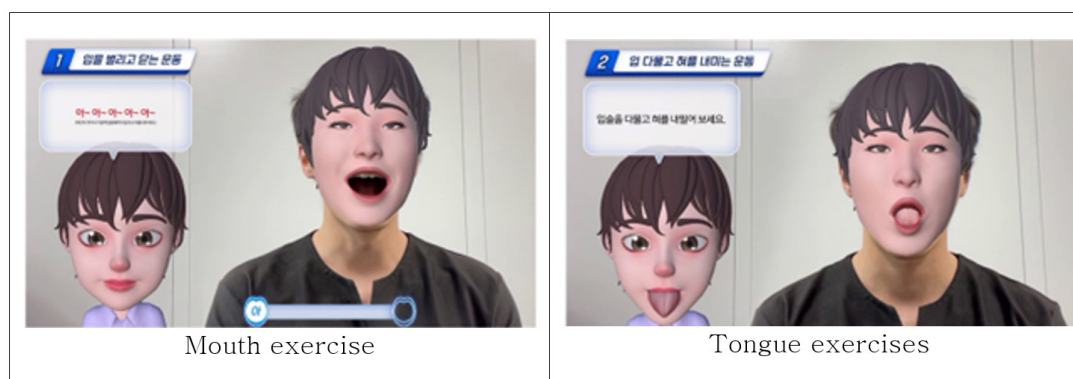 1 입을 벌리고 닫는 운동
아~ 아~ 아~ 아~ 아~
아
Mouth exercise
2 입 다물고 혀를 내미는 운동
입술을 다물고 혀를 내밀어 보세요.
Tongue exercises